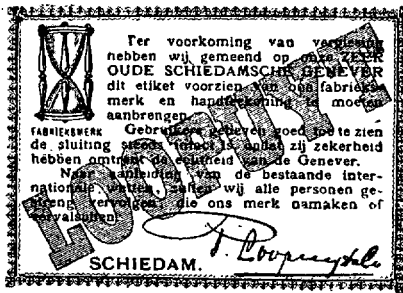 Ter voorkoming van vergissing
hebben wij gemeend op onze ZEER
OUDE SCHIEDAMSCHE GENEVER
dit etiket voorzien van ons fabrieks-
merk en handteekening te moeten
aanbrengen.
FABRIEKSMERK
Gebruikers gelieven goed toe te zien
de sluiting steeds intact is opdat zij zekerheid
hebben omtrent de echtheid van de Genever.
Naar aanleiding van de bestaande inter-
nationale wetten, zullen wij alle personen ge-
streng vervolgen, die ons merk namaken of
vervalschen.
SCHIEDAM.